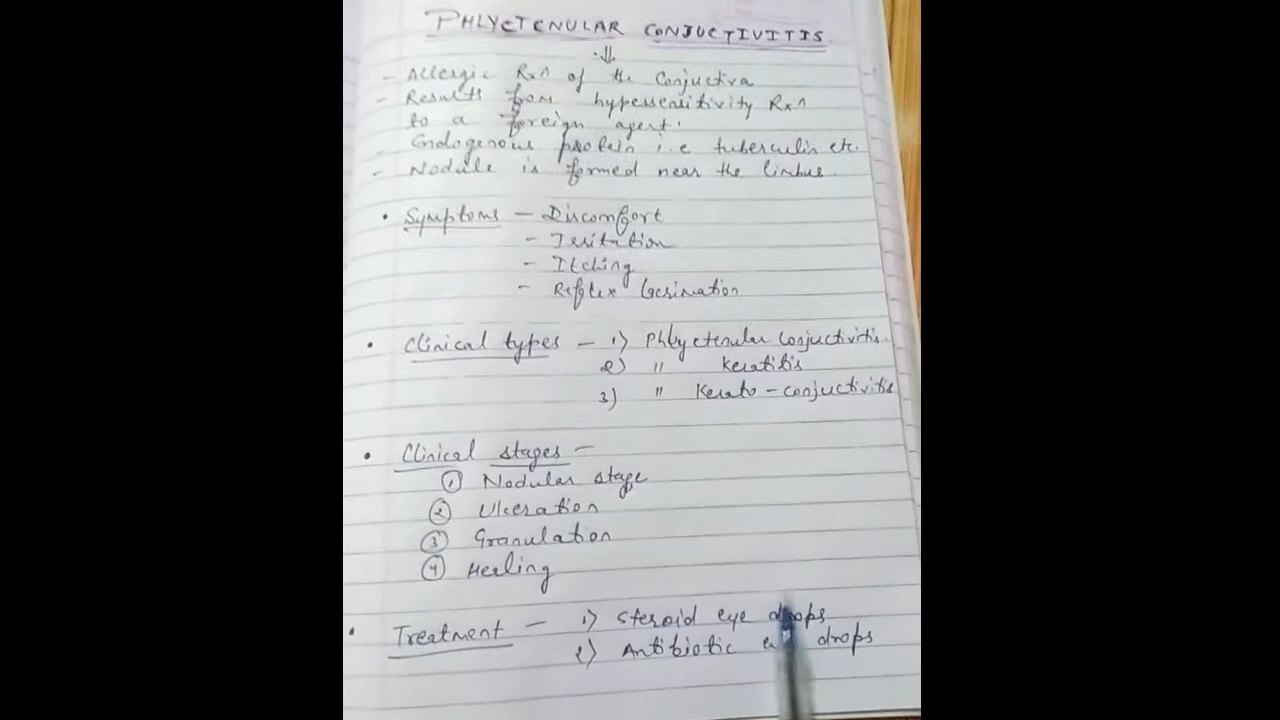 PHLYCTENULAR CONJUCTIVITIS
⇓
- Allergic Rxn of the Conjuctiva
- Results from hypersensitivity Rxn
to a foreign agent.
- Endogenous protein i.e tuberculin etc.
- Nodule is formed near the limbus.
• Symptoms - Discomfort
- Irritation
- Itching
- Reflex lacrimation
• Clinical types - 1) Phlyctenular Conjuctivitis.
2) " Keratitis
3) " Kerato-conjuctivitis
• Clinical stages -
① Nodular stage
② Ulceration
③ Granulation
④ Healing
• Treatment - 1) Steroid eye drops
2) Antibiotic drops